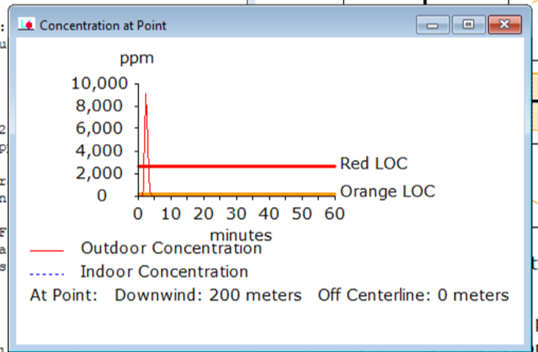 Concentration at Point
ppm
10,000
8,000
6,000
4,000
2,000
0
Red LOC
Orange LOC
0 10 20 30 40 50 60
minutes
Outdoor Concentration
Indoor Concentration
At Point: Downwind: 200 meters Off Centerline: 0 meters